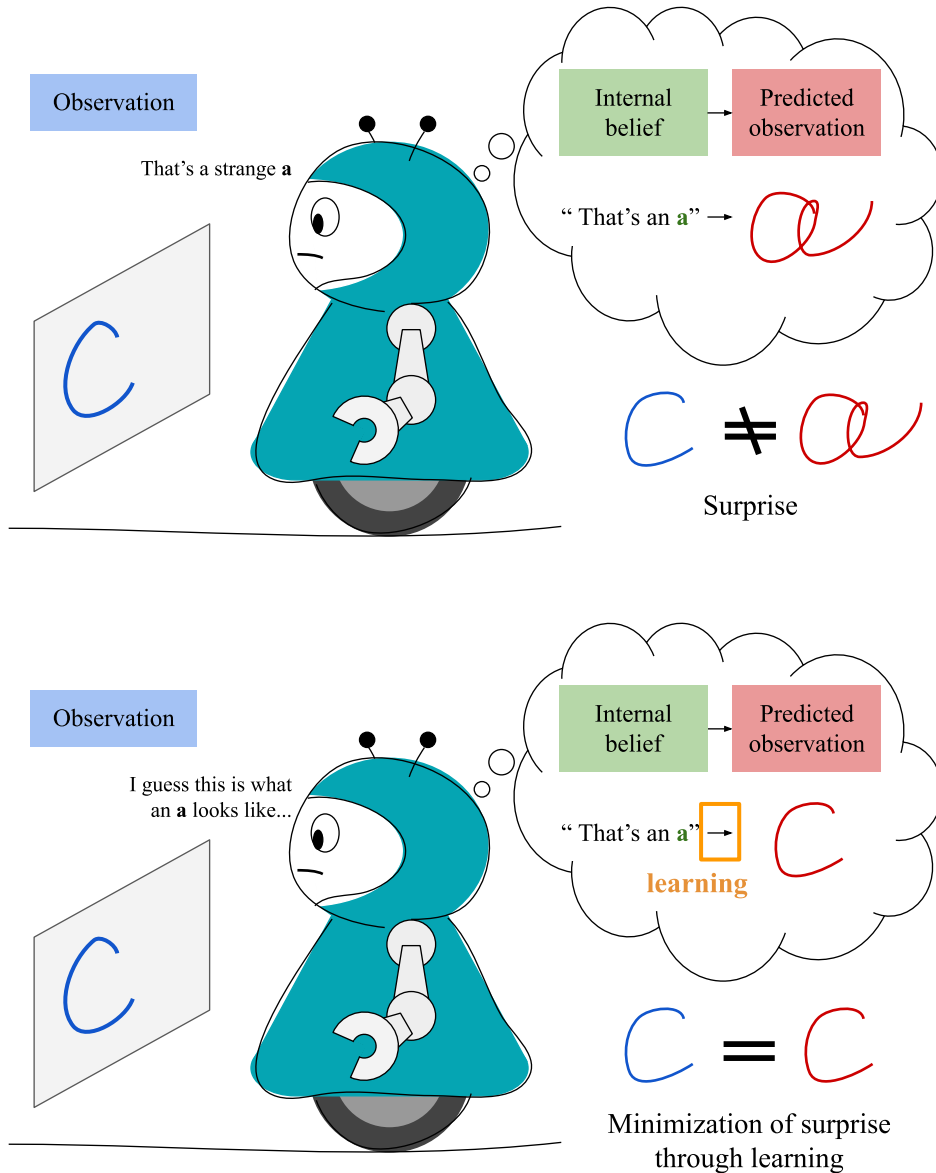 Observation
Internal
belief
Predicted
observation
That's a strange a
“ That's an a”
a
C
C
≠
a
Surprise
Observation
Internal
belief
Predicted
observation
I guess this is what
an a looks like...
“ That's an a”
C
learning
C
C
=
C
Minimization of surprise
through learning